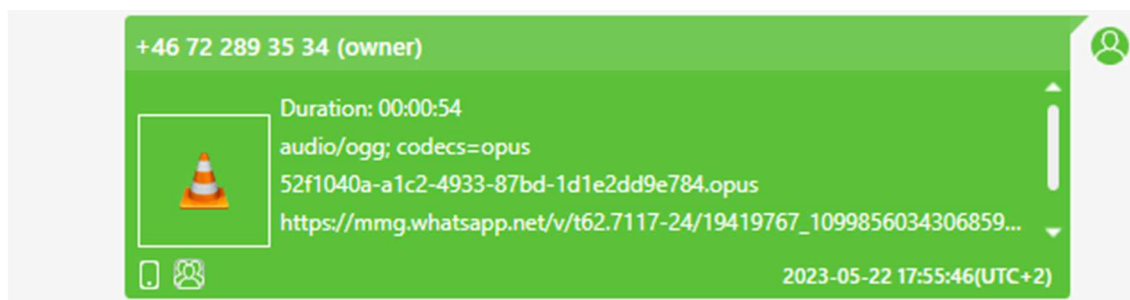 +46 72 289 35 34 (owner)
Duration: 00:00:54
audio/ogg; codecs=opus
52f1040a-a1c2-4933-87bd-1d1e2dd9e784.opus
https://mmg.whatsapp.net/v/t62.7117-24/19419767_1099856034306859...
2023-05-22 17:55:46(UTC+2)